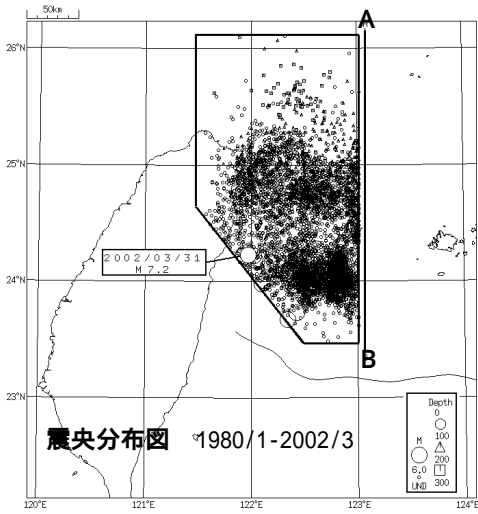 50km
A
26°N
25°N
2002/03/31
M 7.2
24°N
B
23°N
震央分布図 1980/1-2002/3
Depth
0
100
M
200
6.0
300
UND
120°E
121°E
122°E
123°E
124°E